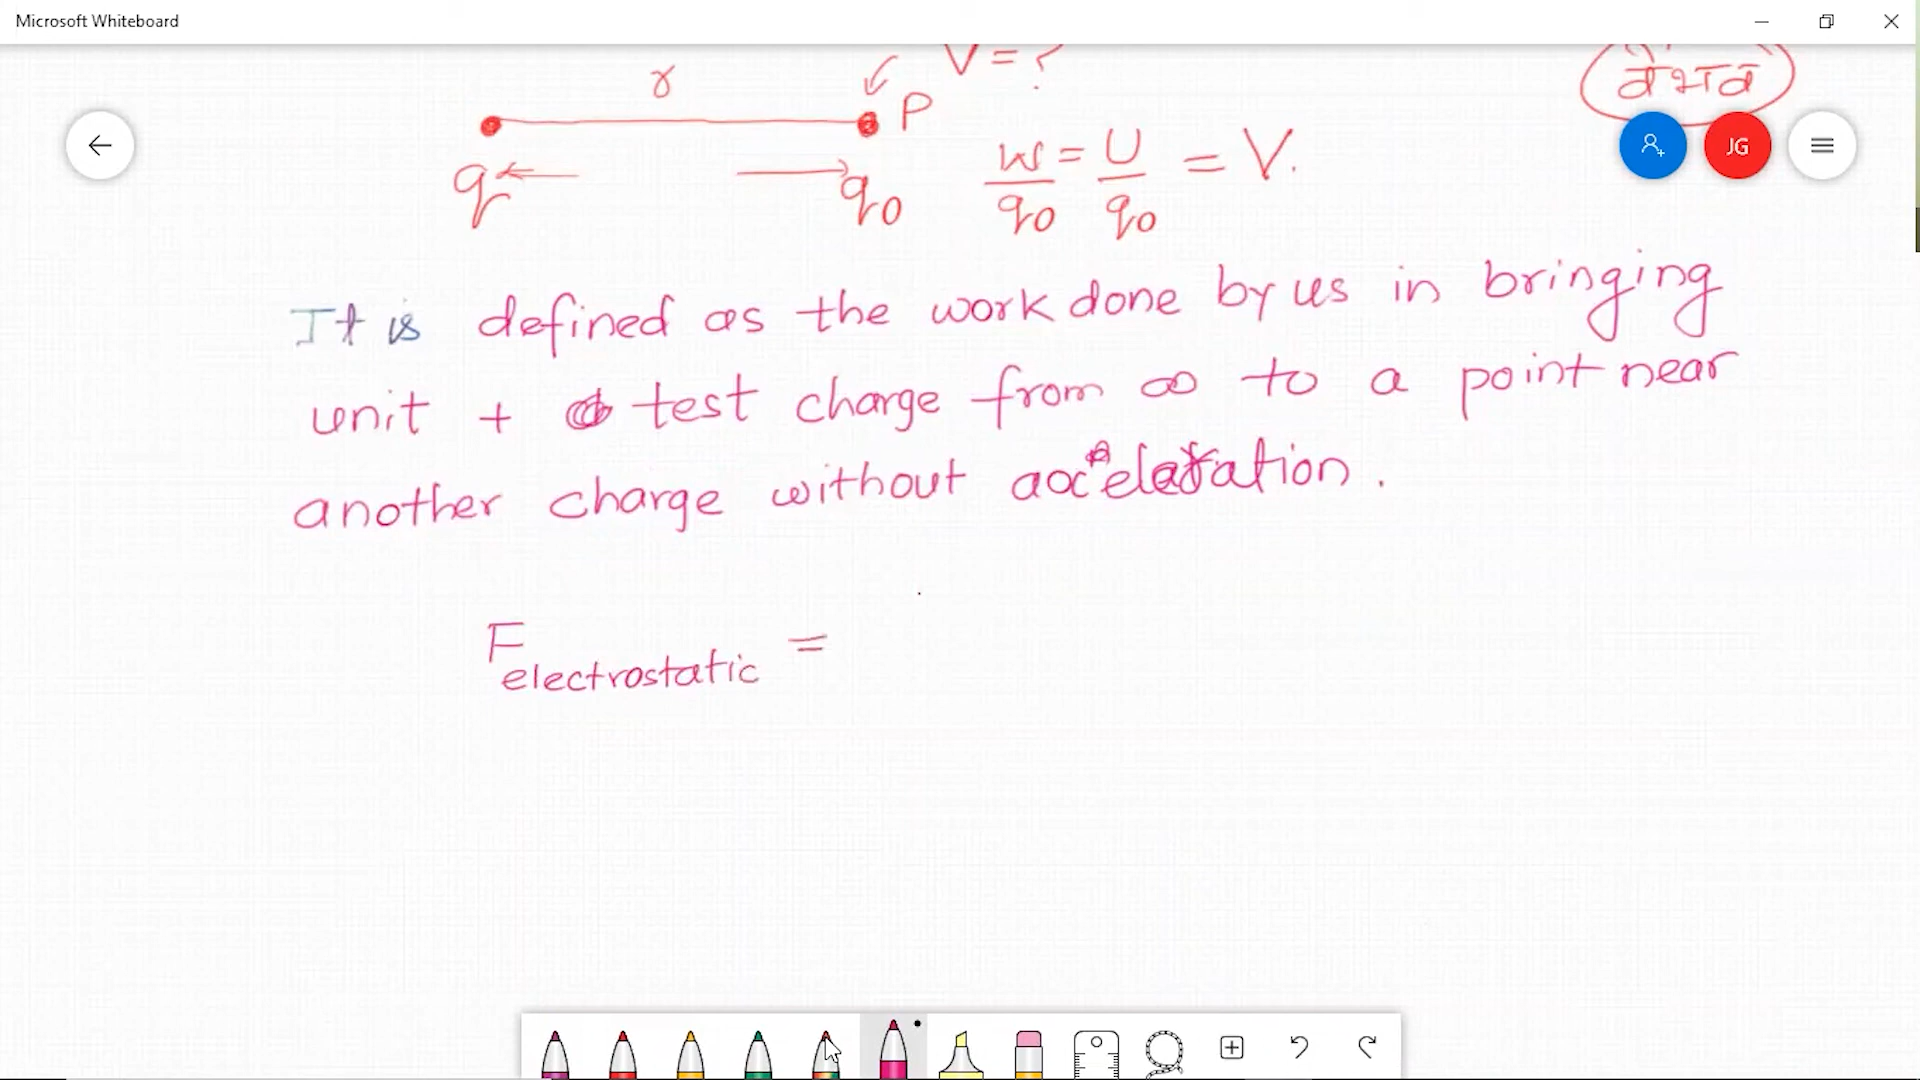 Microsoft Whiteboard
V = ?
r
P
q
q0
W/q0 = U/q0 = V.
JG
It is defined as the work done by us in bringing
unit + test charge from ∞ to a point near
another charge without acceleration.
F electrostatic =